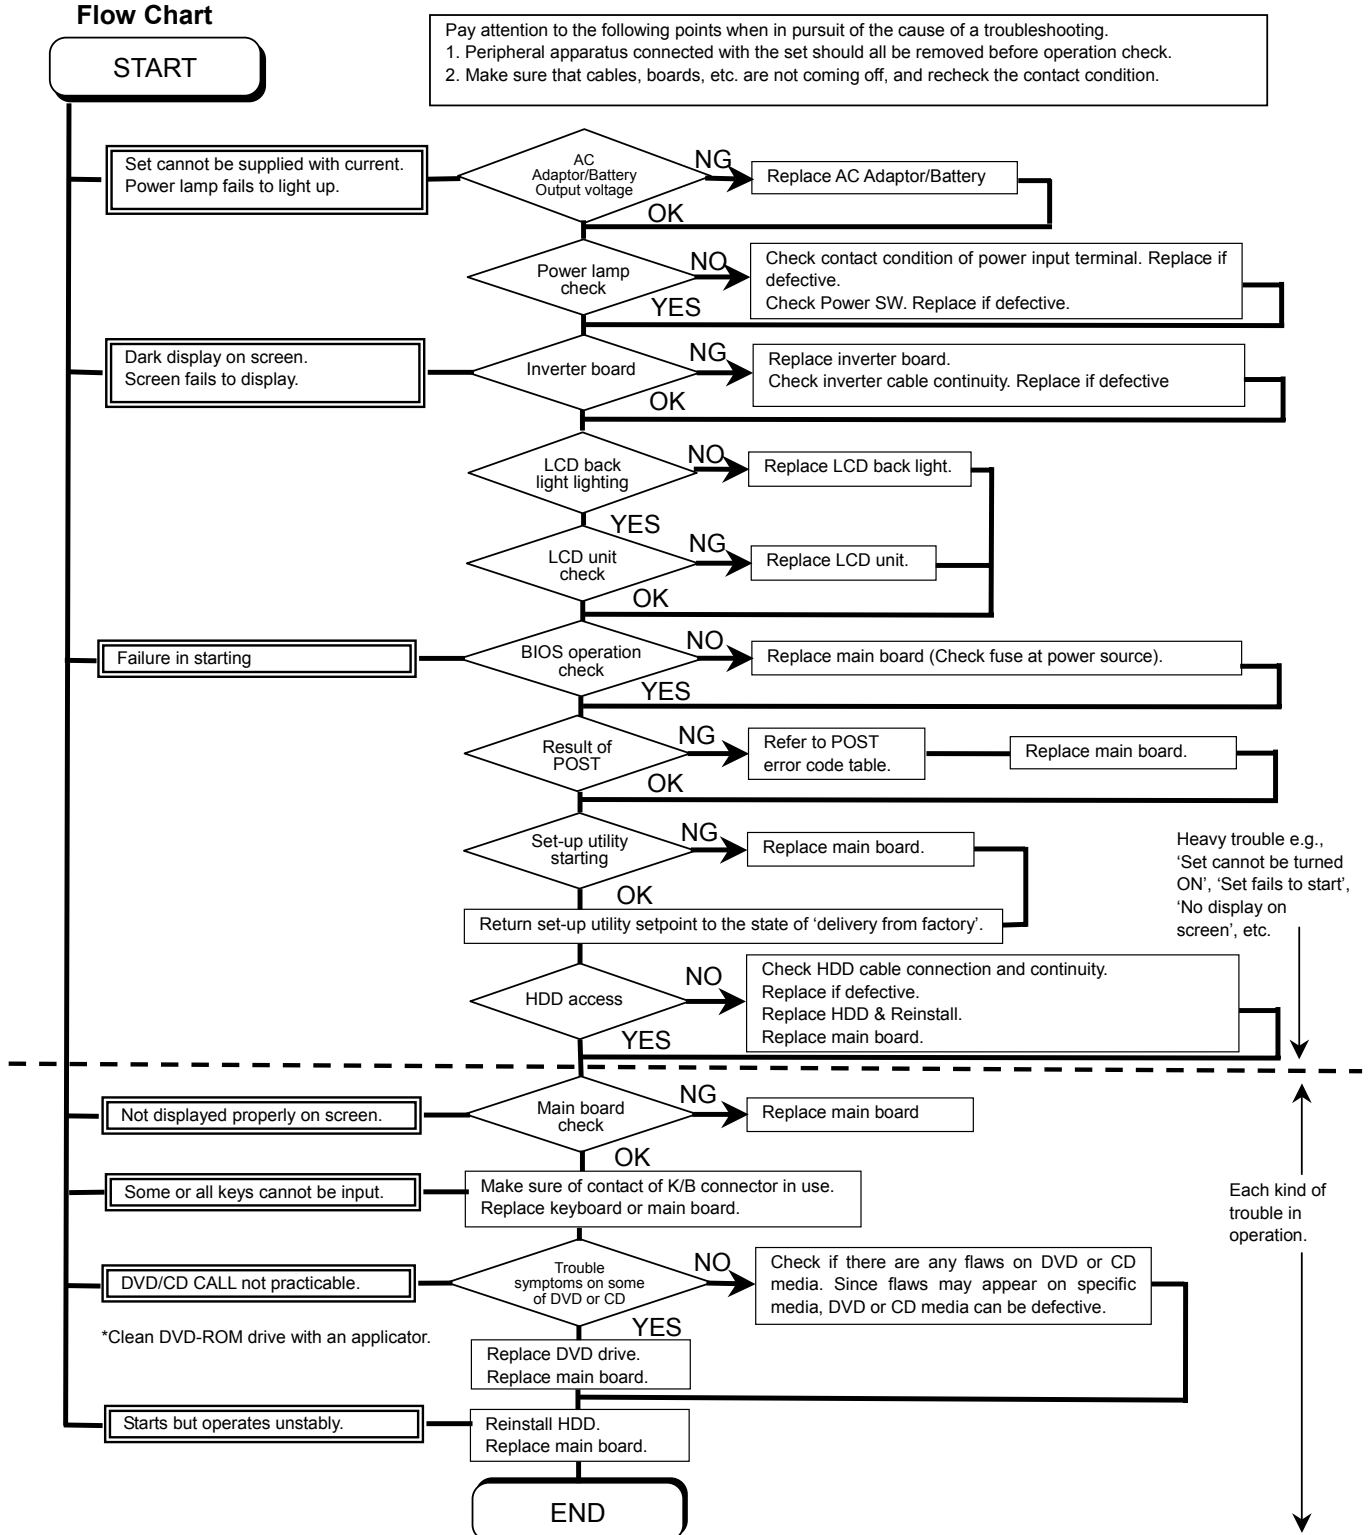 Flow Chart
START
Pay attention to the following points when in pursuit of the cause of a troubleshooting.
1. Peripheral apparatus connected with the set should all be removed before operation check.
2. Make sure that cables, boards, etc. are not coming off, and recheck the contact condition.
Set cannot be supplied with current.
Power lamp fails to light up.
AC
Adaptor/Battery
Output voltage
NG
Replace AC Adaptor/Battery
OK
Power lamp
check
NO
Check contact condition of power input terminal. Replace if
defective.
Check Power SW. Replace if defective.
YES
Dark display on screen.
Screen fails to display.
Inverter board
NG
Replace inverter board.
Check inverter cable continuity. Replace if defective
OK
LCD back
light lighting
NO
Replace LCD back light.
YES
LCD unit
check
NG
Replace LCD unit.
OK
Failure in starting
BIOS operation
check
NO
Replace main board (Check fuse at power source).
YES
Result of
POST
NG
Refer to POST
error code table.
Replace main board.
OK
Set-up utility
starting
NG
Replace main board.
OK
Return set-up utility setpoint to the state of ‘delivery from factory’.
Heavy trouble e.g.,
‘Set cannot be turned
ON’, ‘Set fails to start’,
‘No display on
screen’, etc.
HDD access
NO
Check HDD cable connection and continuity.
Replace if defective.
Replace HDD & Reinstall.
Replace main board.
YES
Not displayed properly on screen.
Main board
check
NG
Replace main board
OK
Some or all keys cannot be input.
Make sure of contact of K/B connector in use.
Replace keyboard or main board.
Each kind of
trouble in
operation.
DVD/CD CALL not practicable.
Trouble
symptoms on some
of DVD or CD
NO
Check if there are any flaws on DVD or CD
media. Since flaws may appear on specific
media, DVD or CD media can be defective.
*Clean DVD-ROM drive with an applicator.
YES
Replace DVD drive.
Replace main board.
Starts but operates unstably.
Reinstall HDD.
Replace main board.
END